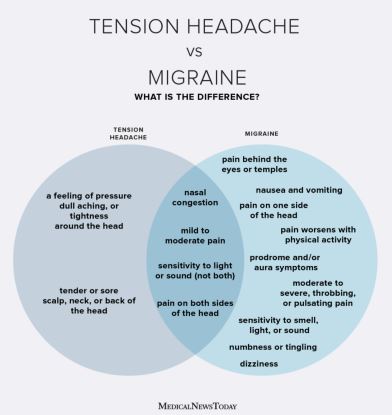 TENSION HEADACHE
VS
MIGRAINE
WHAT IS THE DIFFERENCE?
TENSION
HEADACHE
MIGRAINE
a feeling of pressure
dull aching, or
tightness
around the head
tender or sore
scalp, neck, or back of
the head
nasal
congestion
mild to
moderate pain
sensitivity to light
or sound (not both)
pain on both sides
of the head
pain behind the
eyes or temples
nausea and vomiting
pain on one side
of the head
pain worsens with
physical activity
prodrome and/or
aura symptoms
moderate to
severe, throbbing,
or pulsating pain
sensitivity to smell,
light, or sound
numbness or tingling
dizziness
MEDICALNEWSTODAY